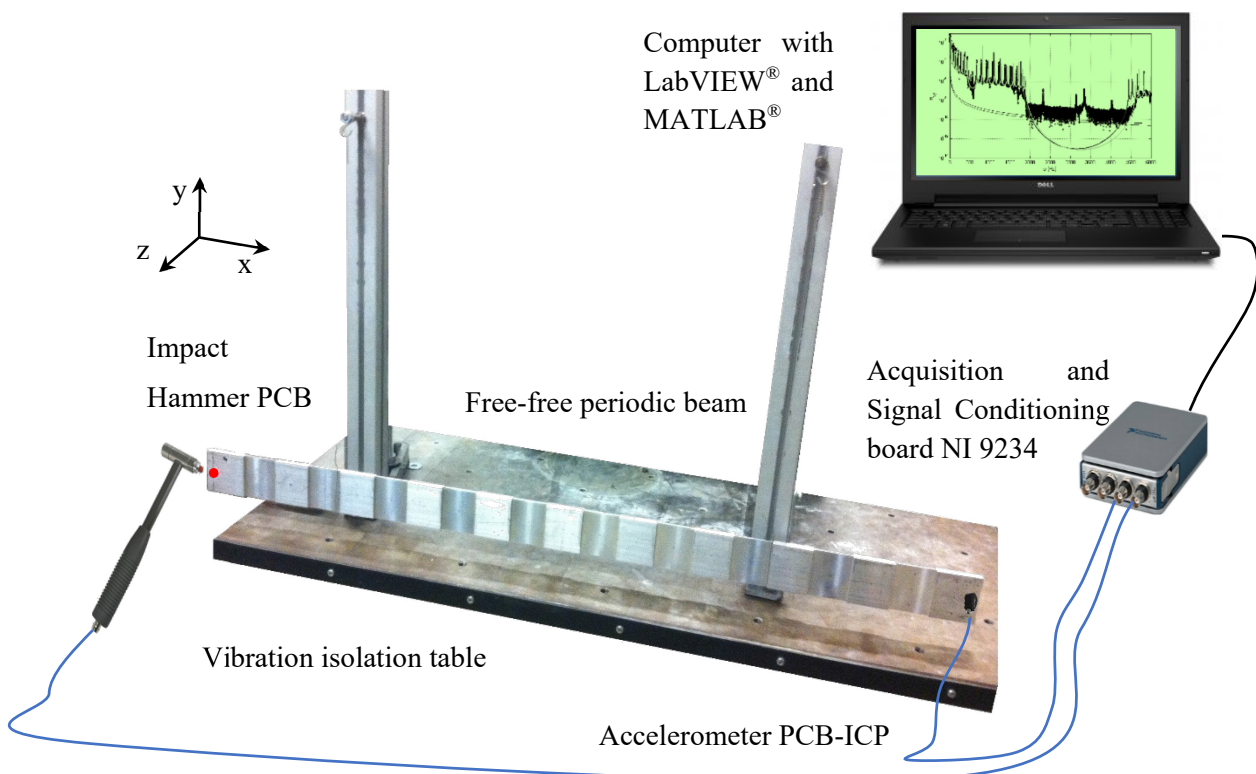 Computer with
LabVIEW® and
MATLAB®
DELL
y
z
x
Impact
Hammer PCB
Free-free periodic beam
Acquisition and
Signal Conditioning
board NI 9234
Vibration isolation table
Accelerometer PCB-ICP